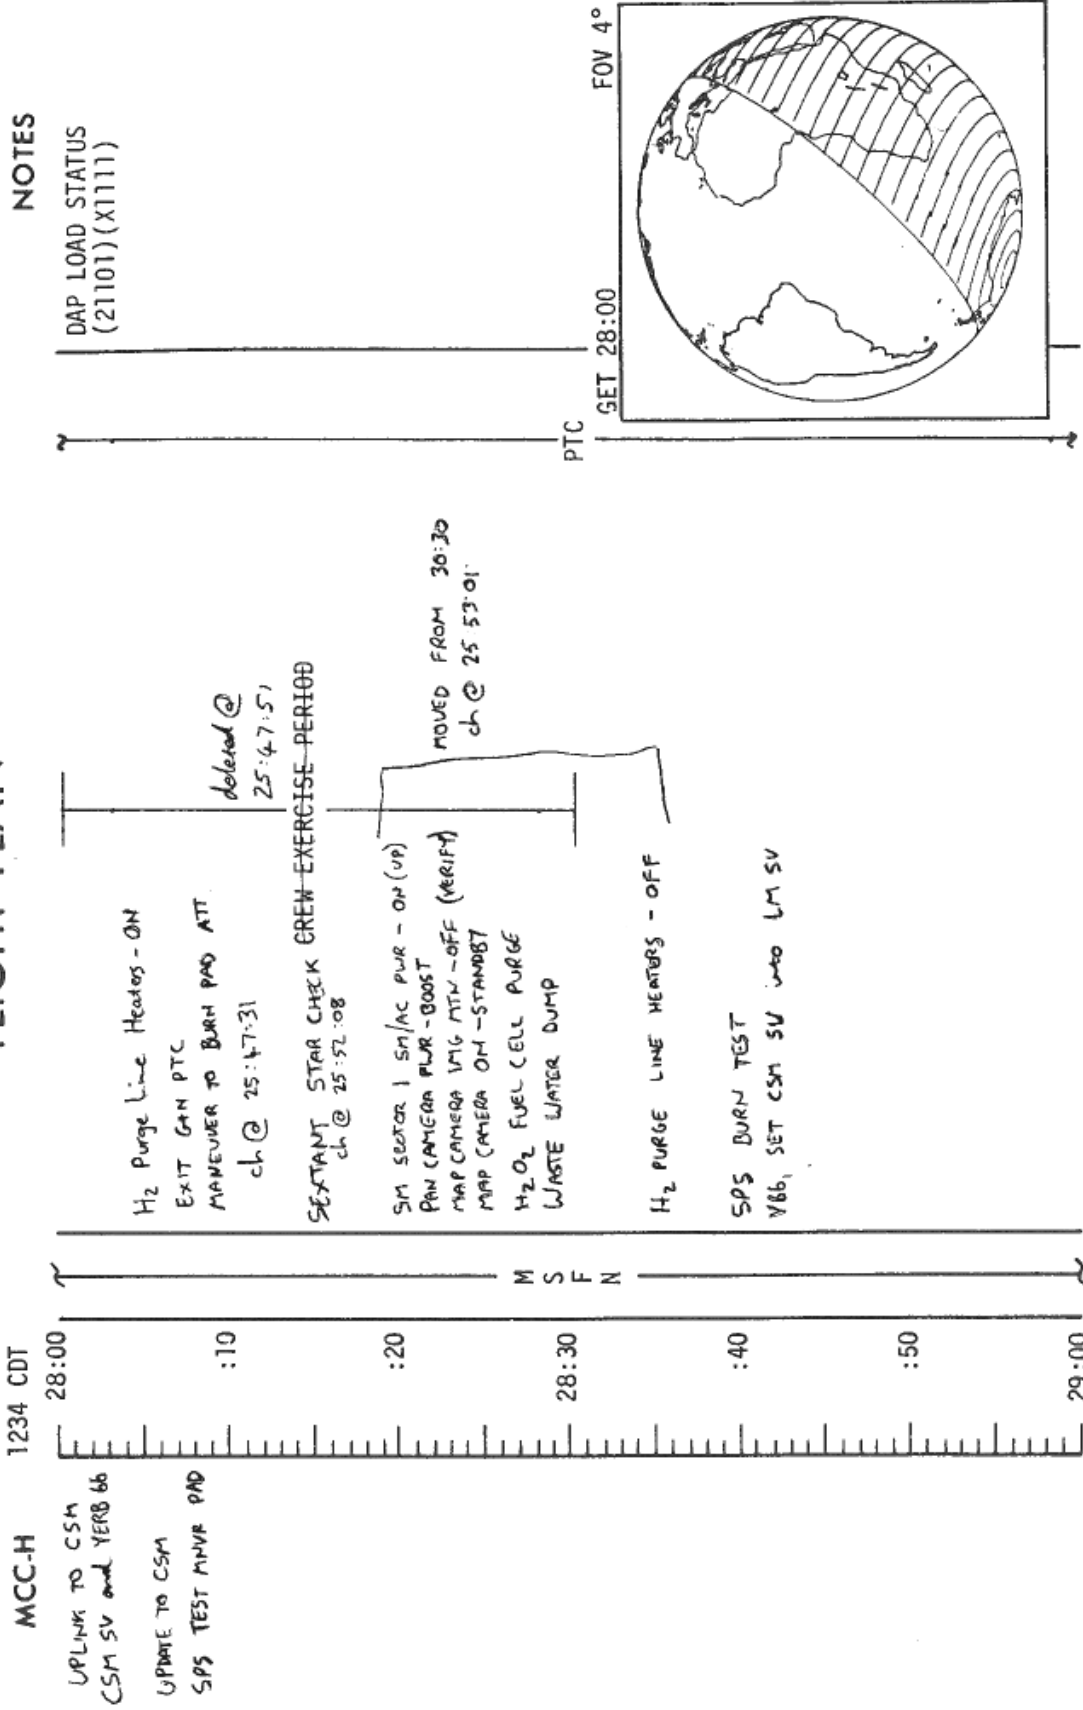 MCC-H
1234 CDT
NOTES
UPLINK TO CSM
CSM SV and VERB 66
UPDATE TO CSM
SPS TEST MNVR PAD
28:00
:10
:20
28:30
:40
:50
29:00
M
S
F
N
H2 Purge Line Heaters - ON
EXIT G+N PTC
MANEUVER TO BURN PAD ATT
ch @ 25:47:31
deleted @
25:47:51
SEXTANT STAR CHECK CREW EXERCISE PERIOD
ch @ 25:52:08
SM SECTOR 1 SM/AC PWR - ON (UP)
PAN CAMERA PWR - BOOST
MAP CAMERA IMG MTN - OFF (VERIFY)
MAP CAMERA ON - STANDBY
H2O2 FUEL CELL PURGE
WASTE WATER DUMP
MOVED FROM 30:30
ch @ 25:53:01
H2 PURGE LINE HEATERS - OFF
SPS BURN TEST
V66, SET CSM SV into LM SV
PTC
DAP LOAD STATUS
(21101)(X1111)
GET 28:00
FOV 4°